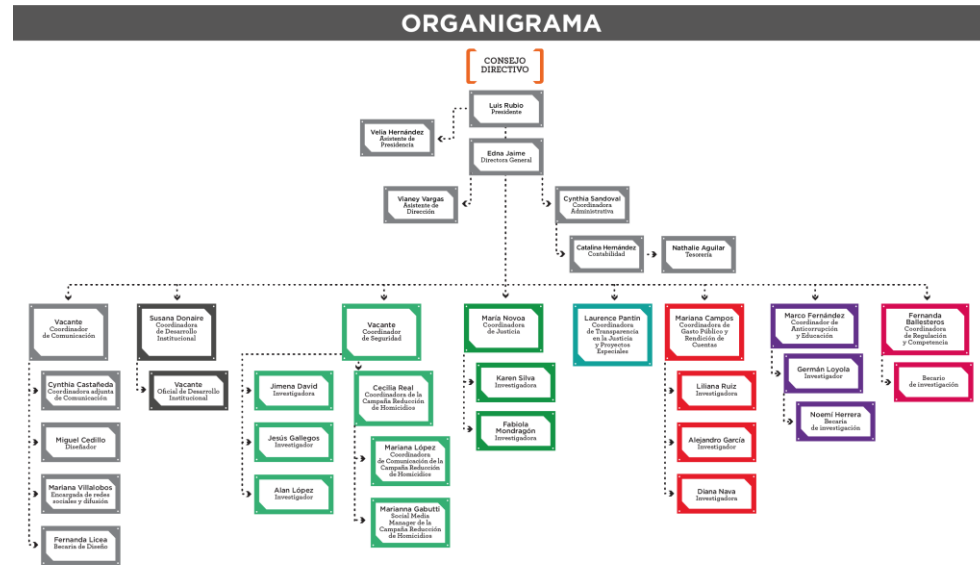 ORGANIGRAMA
CONSEJO
DIRECTIVO
Luis Rubio
Presidente
Velia Hernández
Asistente de
Presidencia
Edna Jaime
Directora General
Vianey Vargas
Asistente de
Dirección
Cynthia Sandoval
Coordinadora
Administrativa
Catalina Hernández
Contabilidad
Nathalie Aguilar
Tesorería
Vacante
Coordinador
de Comunicación
Cynthia Castañeda
Coordinadora adjunta
de Comunicación
Miguel Cedillo
Diseñador
Mariana Villalobos
Encargada de redes
sociales y difusión
Fernanda Licea
Becaria de Diseño
Susana Donaire
Coordinadora
de Desarrollo
Institucional
Vacante
Oficial de Desarrollo
Institucional
Vacante
Coordinador
de Seguridad
Jimena David
Investigadora
Jesús Gallegos
Investigador
Alan López
Investigador
Cecilia Real
Coordinadora de la
Campaña Reducción
de Homicidios
Mariana López
Coordinadora
de Comunicación de la
Campaña Reducción
de Homicidios
Marianna Gabutti
Social Media
Manager de la
Campaña Reducción
de Homicidios
María Novoa
Coordinadora
de Justicia
Karen Silva
Investigadora
Fabiola
Mondragón
Investigadora
Laurence Pantin
Coordinadora
de Transparencia
en la Justicia
y Proyectos
Especiales
Mariana Campos
Coordinadora de
Gasto Público y
Rendición de
Cuentas
Liliana Ruiz
Investigadora
Alejandro García
Investigador
Diana Nava
Investigadora
Marco Fernández
Coordinador de
Anticorrupción
y Educación
Germán Loyola
Investigador
Noemí Herrera
Becaria
de investigación
Fernanda
Ballesteros
Coordinadora
de Regulación
y Competencia
Becario
de investigación